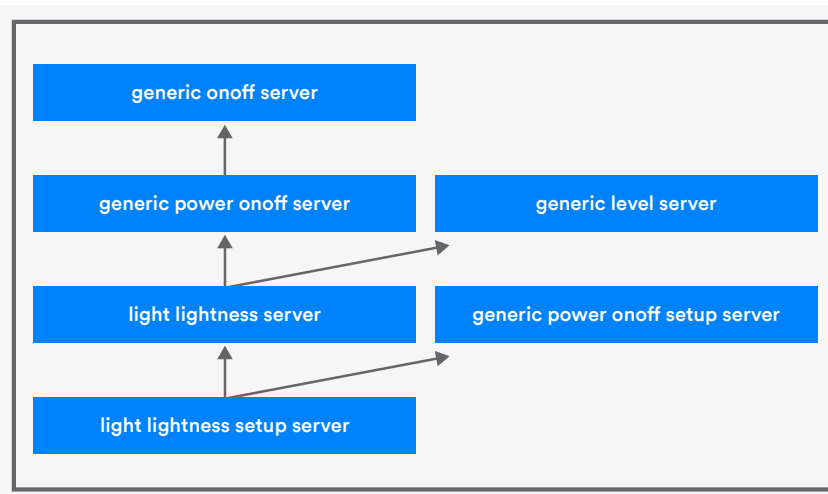 generic onoff server
generic power onoff server
generic level server
light lightness server
generic power onoff setup server
light lightness setup server